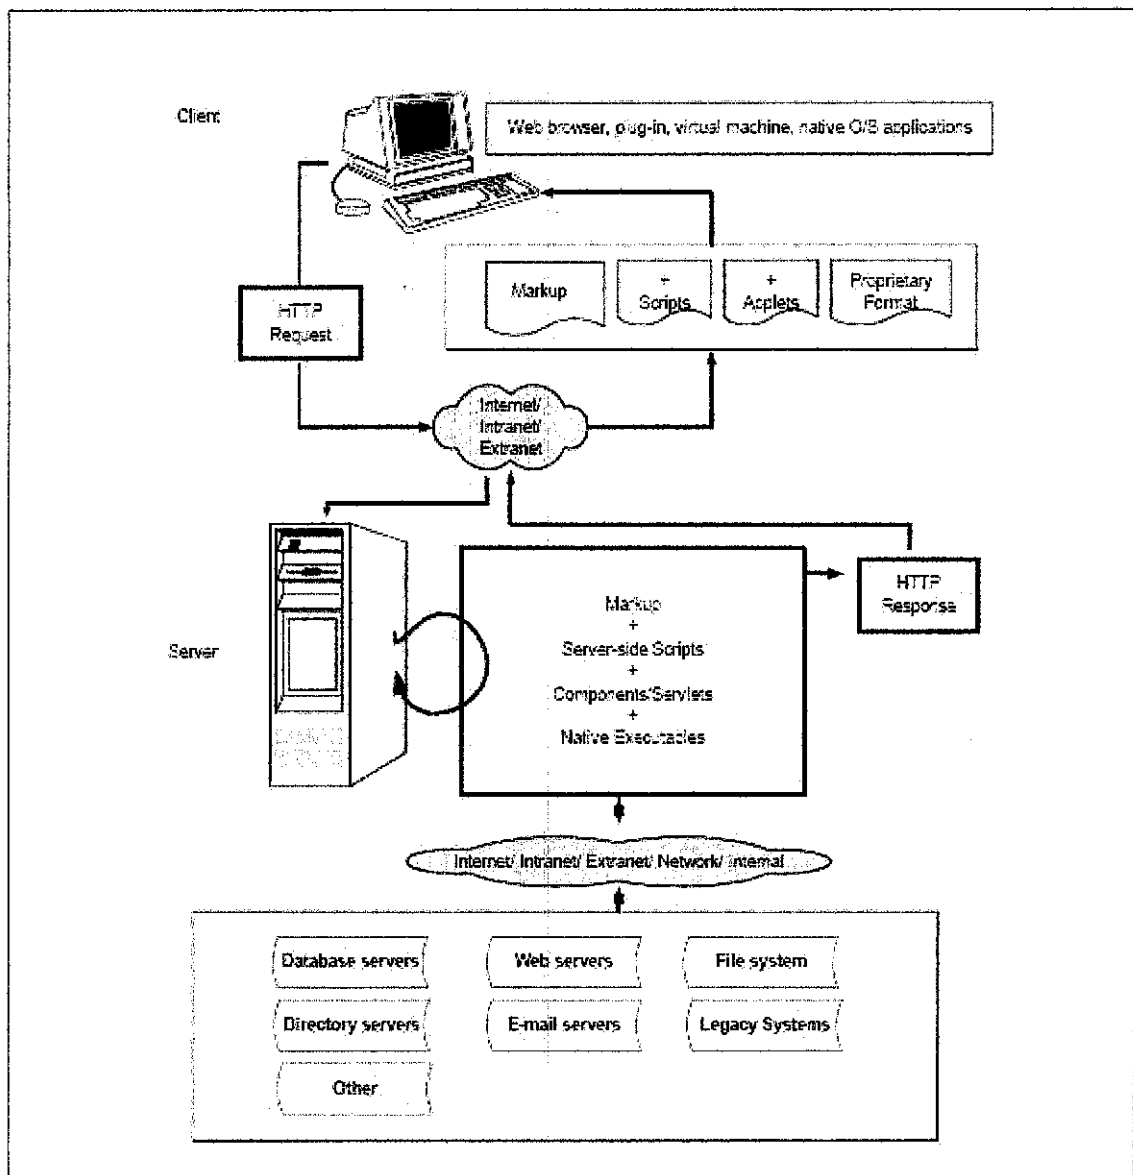 Client
Web browser, plug-in, virtual machine, native O/S applications
Markup
+
Scripts
+
Applets
Proprietary
Format
HTTP
Request
Internet/
Intranet/
Extranet
HTTP
Response
Markup
+
Server-side Scripts
+
Components/Servlets
+
Native Executables
Server
Internet/ Intranet/ Extranet/ Network/ Internal
Database servers
Web servers
File system
Directory servers
E-mail servers
Legacy Systems
Other